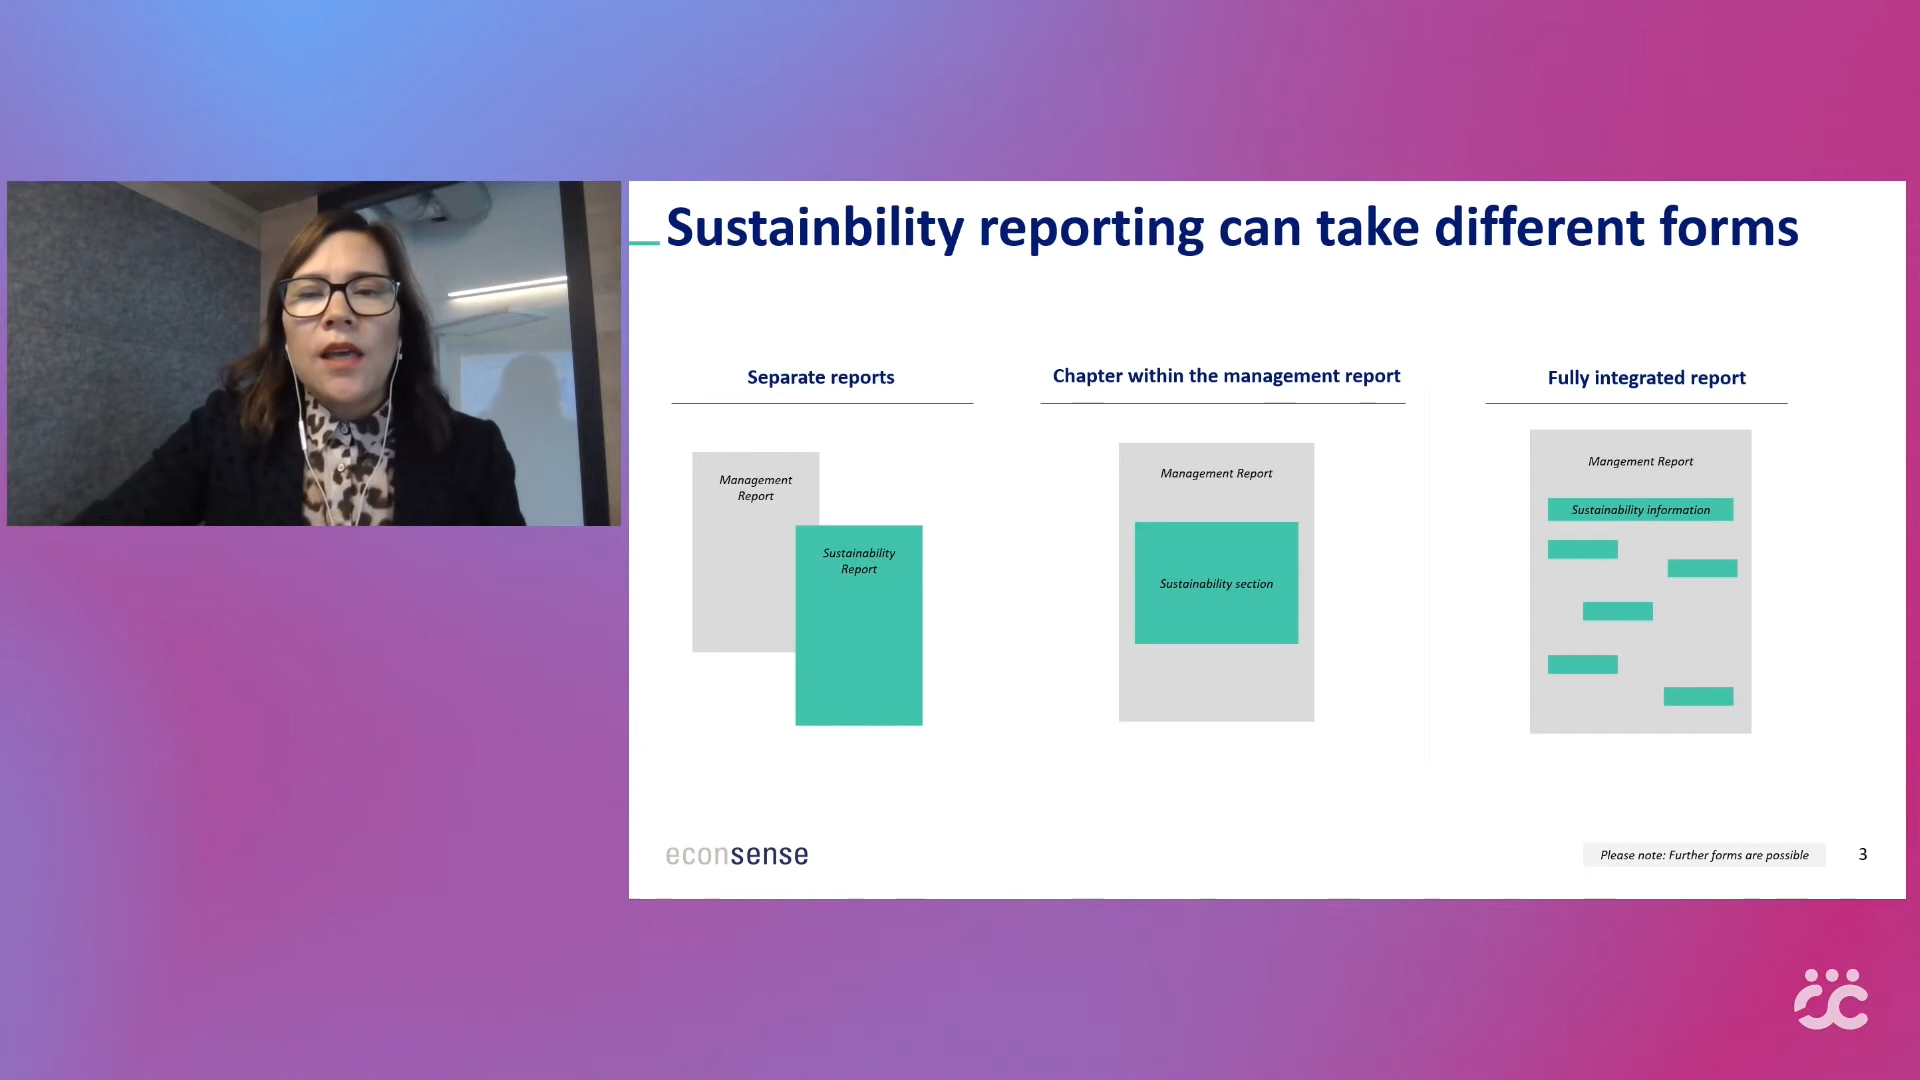 Sustainbility reporting can take different forms
Separate reports
Management
Report
Sustainability
Report
Chapter within the management report
Management Report
Sustainability section
Fully integrated report
Mangement Report
Sustainability information
econsense
Please note: Further forms are possible
3